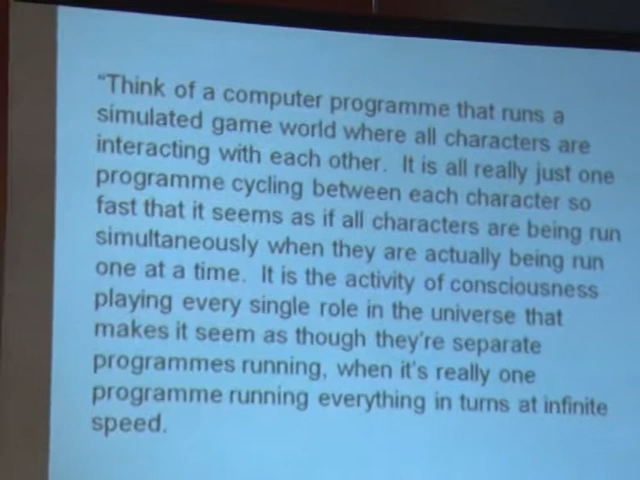 “Think of a computer programme that runs a
simulated game world where all characters are
interacting with each other.  It is all really just one
programme cycling between each character so
fast that it seems as if all characters are being run
simultaneously when they are actually being run
one at a time.  It is the activity of consciousness
playing every single role in the universe that
makes it seem as though they're separate
programmes running, when it's really one
programme running everything in turns at infinite
speed.